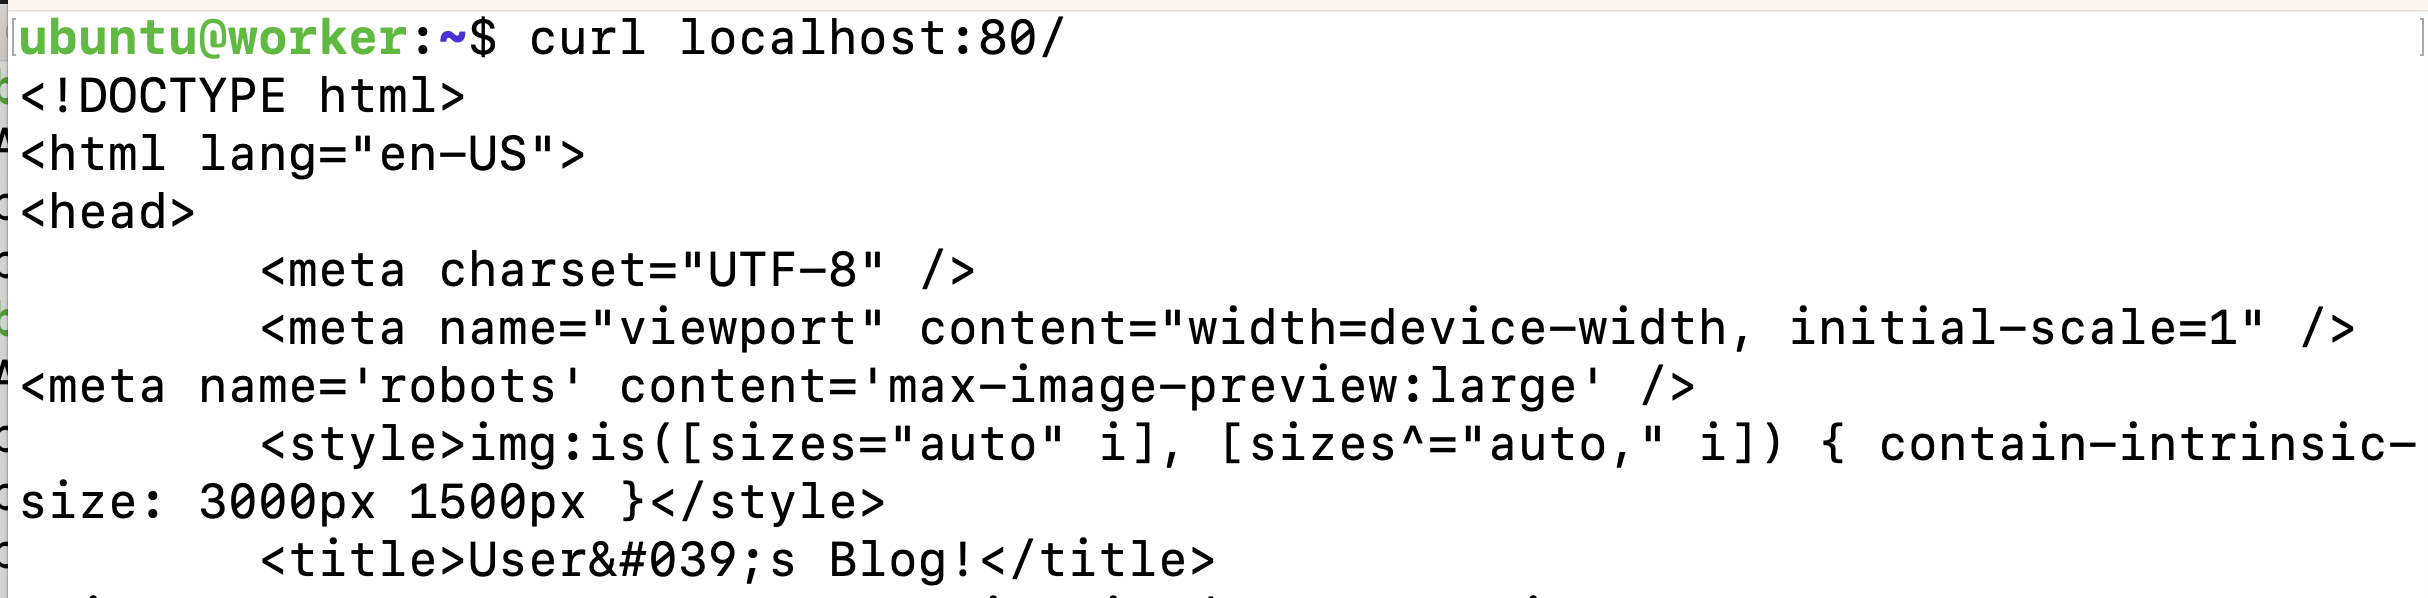 ubuntu@worker:~$ curl localhost:80/
<!DOCTYPE html>
<html lang="en-US">
<head>
        <meta charset="UTF-8" />
        <meta name="viewport" content="width=device-width, initial-scale=1" />
<meta name='robots' content='max-image-preview:large' />
        <style>img:is([sizes="auto" i], [sizes^="auto," i]) { contain-intrinsic-
size: 3000px 1500px }</style>
        <title>User&#039;s Blog!</title>